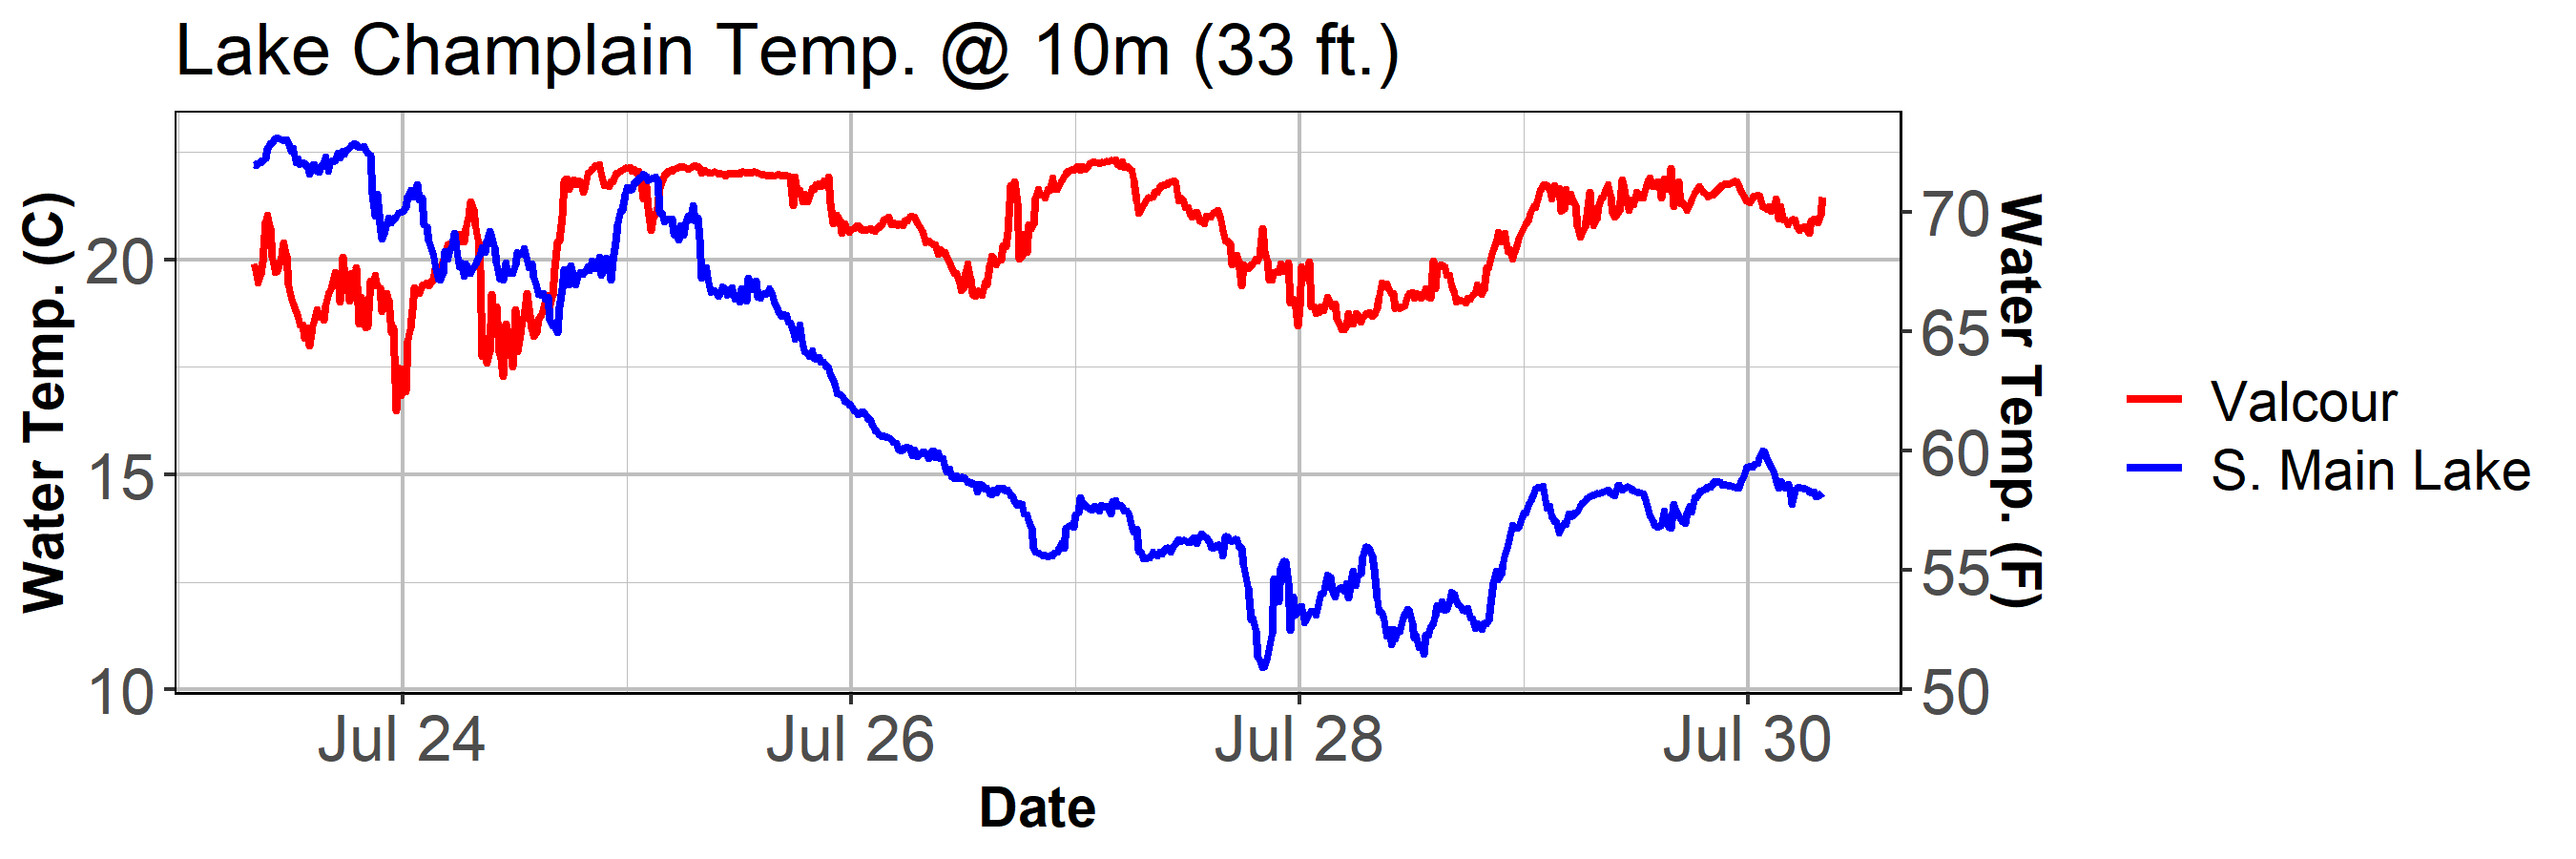 Lake Champlain Temp. @ 10m (33 ft.)
Water Temp. (C)
20
15
10
70
65
60
55
50
Water Temp. (F)
Jul 24
Jul 26
Jul 28
Jul 30
Date
Valcour
S. Main Lake